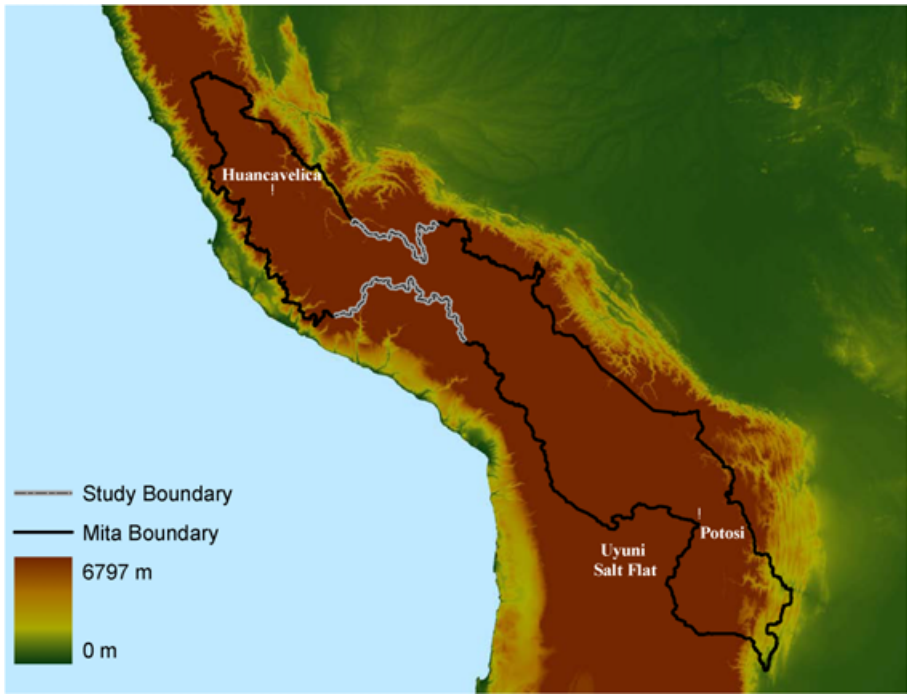 Huancavelica
Potosi
Uyuni
Salt Flat
Study Boundary
Mita Boundary
6797 m
0 m